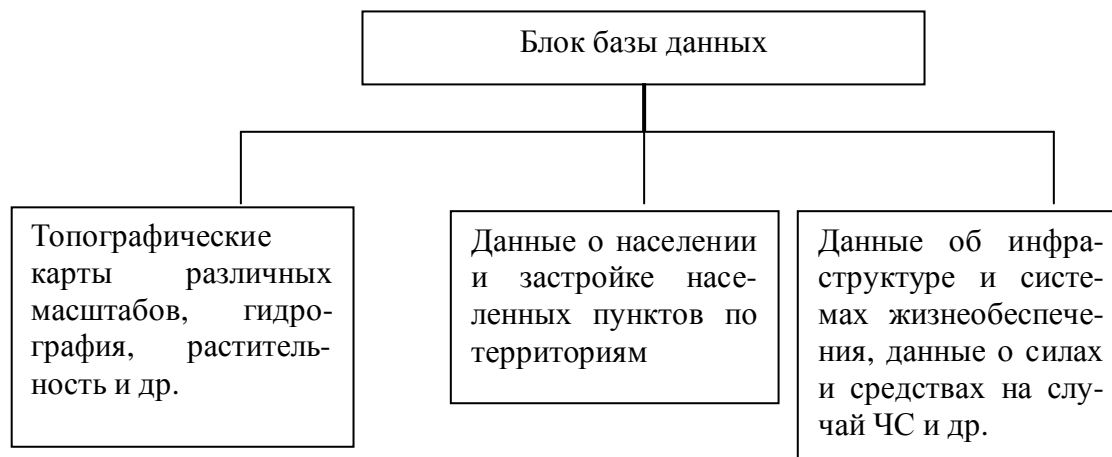 Блок базы данных
Топографические
карты различных
масштабов, гидро-
графия, раститель-
ность и др.
Данные о населении
и застройке насе-
ленных пунктов по
территориям
Данные об инфра-
структуре и систе-
мах жизнеобеспече-
ния, данные о силах
и средствах на слу-
чай ЧС и др.